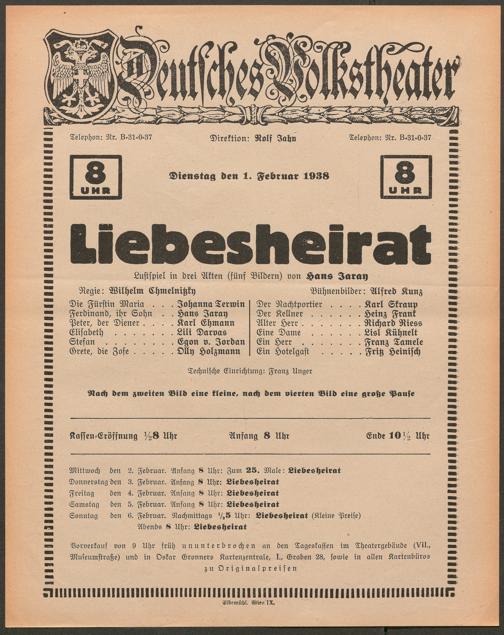 Deutsches Volkstheater
Telephon: Nr. B-31-0-37 Direktion: Rolf Jahn Telephon: Nr. B-31-0-37
8 UHR Dienstag den 1. Februar 1938 8 UHR
Liebesheirat
Lustspiel in drei Akten (fünf Bildern) von Hans Jaray
Regie: Wilhelm Chmelnitzky Bühnenbilder: Alfred Kunz
Die Fürstin Maria . . . . Johanna Terwin
Ferdinand, ihr Sohn . . Hans Jaray
Peter, der Diener . . . . Karl Ehmann
Elisabeth . . . . . . . Lili Darvas
Stefan . . . . . . . . Egon v. Jordan
Grete, die Zofe . . . . . Olly Holzmann
Der Nachtportier . . . . Karl Skraup
Der Kellner . . . . . . Heinz Frank
Alter Herr . . . . . . . Richard Riess
Eine Dame . . . . . . Lisl Kühnelt
Ein Herr . . . . . . . Franz Tamele
Ein Hotelgast . . . . . Fritz Heinisch
Technische Einrichtung: Franz Unger
Nach dem zweiten Bild eine kleine, nach dem vierten Bild eine große Pause
Kassen-Eröffnung ½8 Uhr Anfang 8 Uhr Ende 10½ Uhr
Mittwoch den 2. Februar. Anfang 8 Uhr: Zum 25. Male: Liebesheirat
Donnerstag den 3. Februar. Anfang 8 Uhr: Liebesheirat
Freitag den 4. Februar. Anfang 8 Uhr: Liebesheirat
Samstag den 5. Februar. Anfang 8 Uhr: Liebesheirat
Sonntag den 6. Februar. Nachmittags ½5 Uhr: Liebesheirat (Kleine Preise)
Abends 8 Uhr: Liebesheirat
Vorverkauf von 9 Uhr früh ununterbrochen an den Tageskassen im Theatergebäude (VII.,
Museumstraße) und in Oskar Gronners Kartenzentrale, I., Graben 28, sowie in allen Kartenbüros
zu Originalpreisen
Elbemühl, Wien IX.